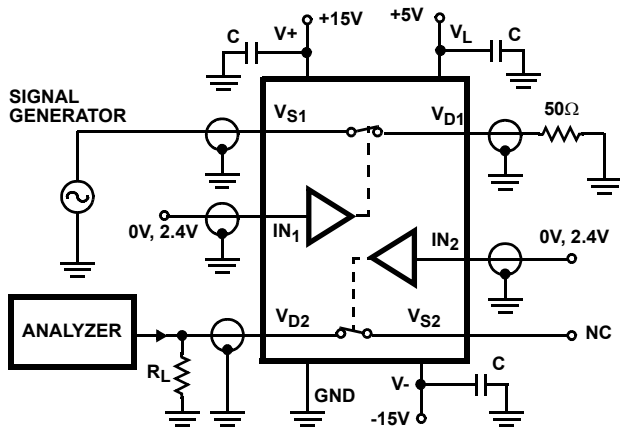 C V+ +15V +5V VL C
SIGNAL
GENERATOR
VS1 VD1 50Ω
0V, 2.4V IN1 IN2 0V, 2.4V
ANALYZER VD2 VS2 NC
RL GND V- C
-15V